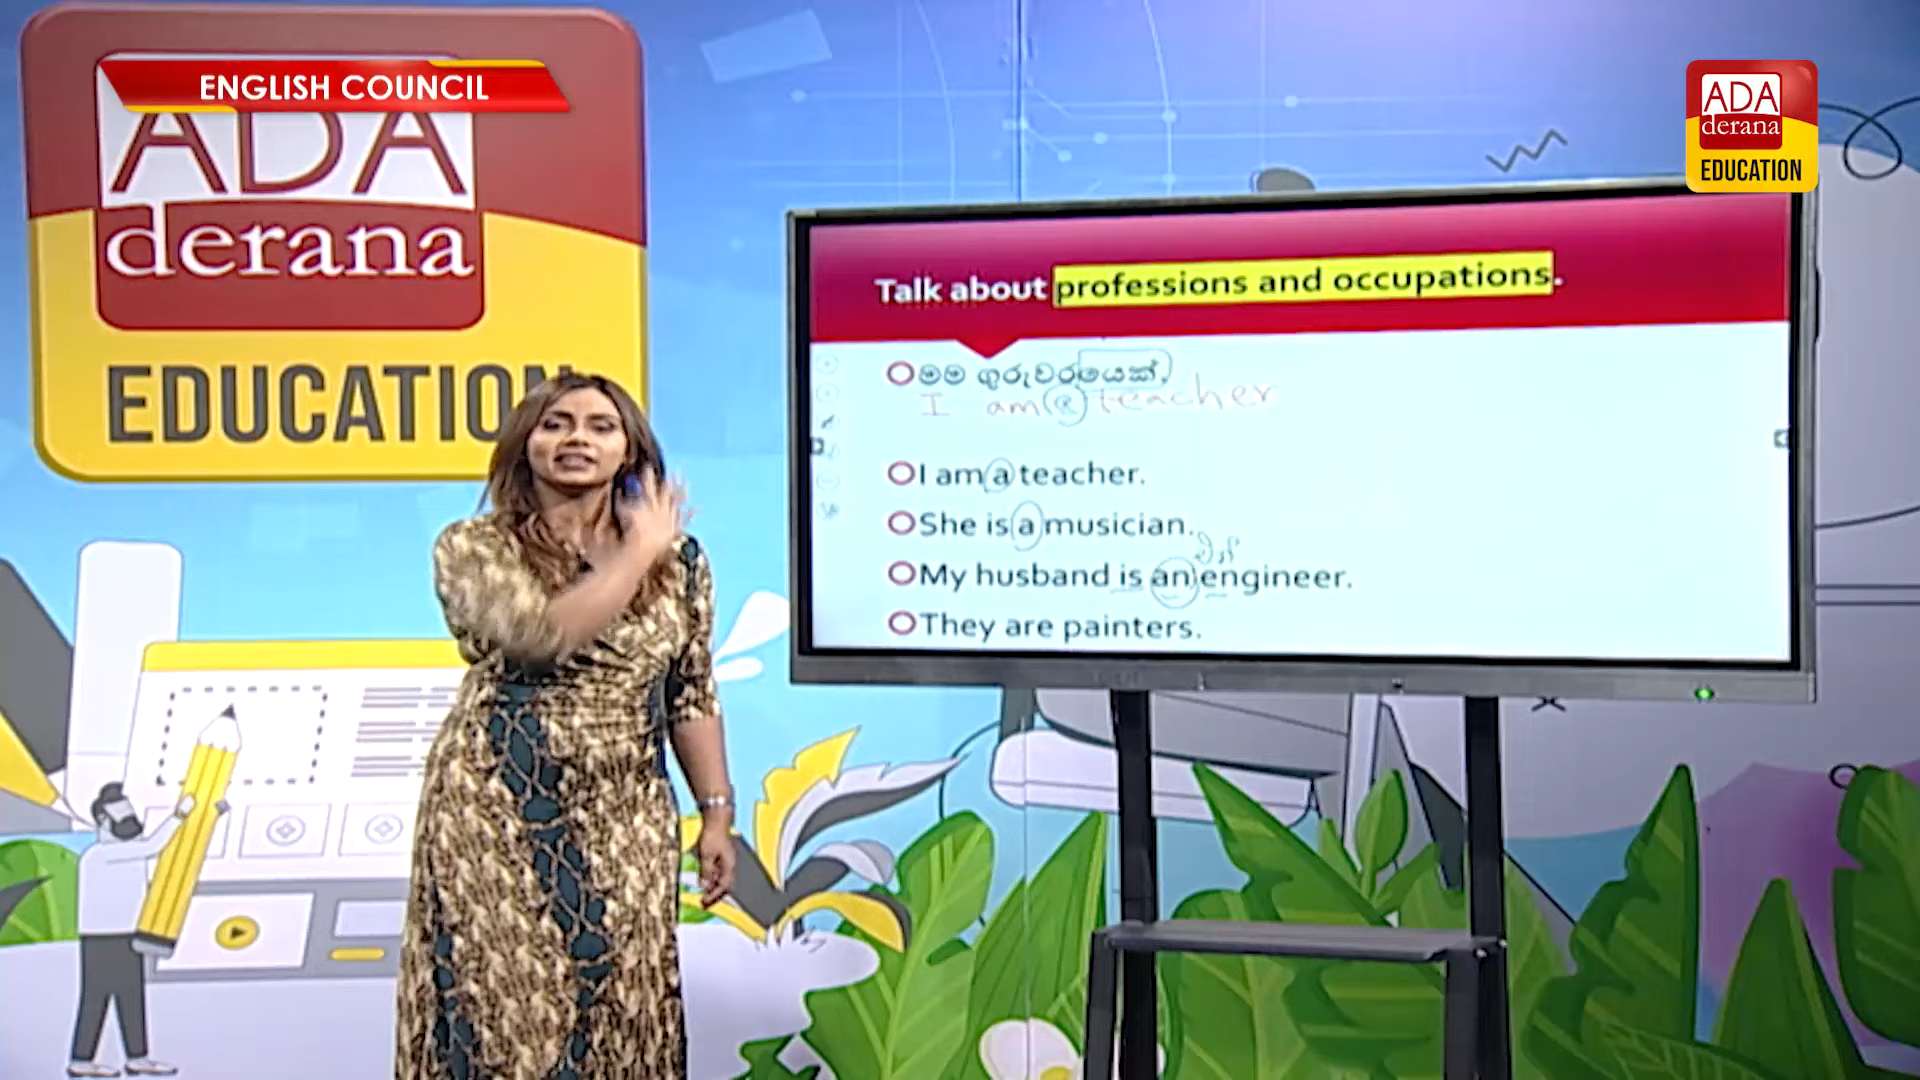 ENGLISH COUNCIL
ADA
derana
EDUCATION
ADA
derana
EDUCATION
Talk about professions and occupations.
මම ගුරුවරයෙක්.
I am a teacher
I am a teacher.
She is a musician.
My husband is an engineer.
They are painters.